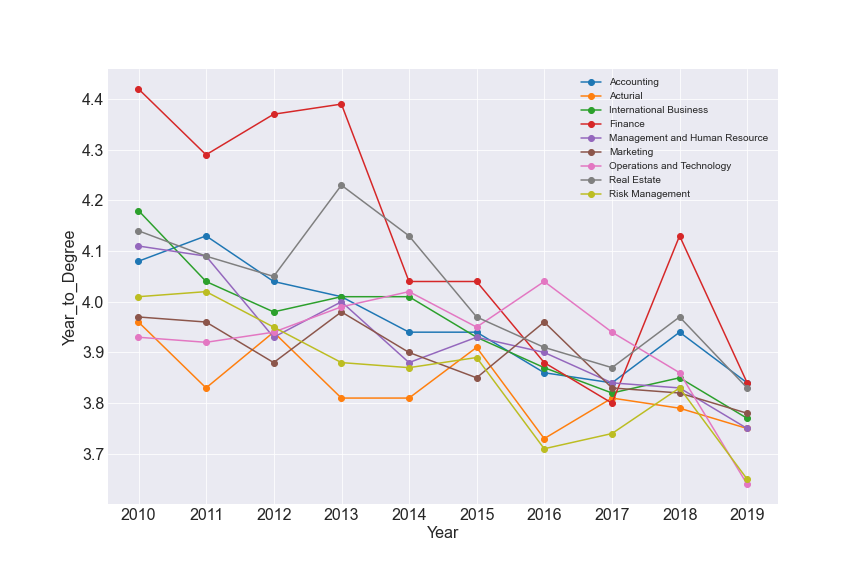 4.4
4.3
4.2
4.1
4.0
3.9
3.8
3.7
Year_to_Degree
Accounting
Acturial
International Business
Finance
Management and Human Resource
Marketing
Operations and Technology
Real Estate
Risk Management
2010 2011 2012 2013 2014 2015 2016 2017 2018 2019
Year